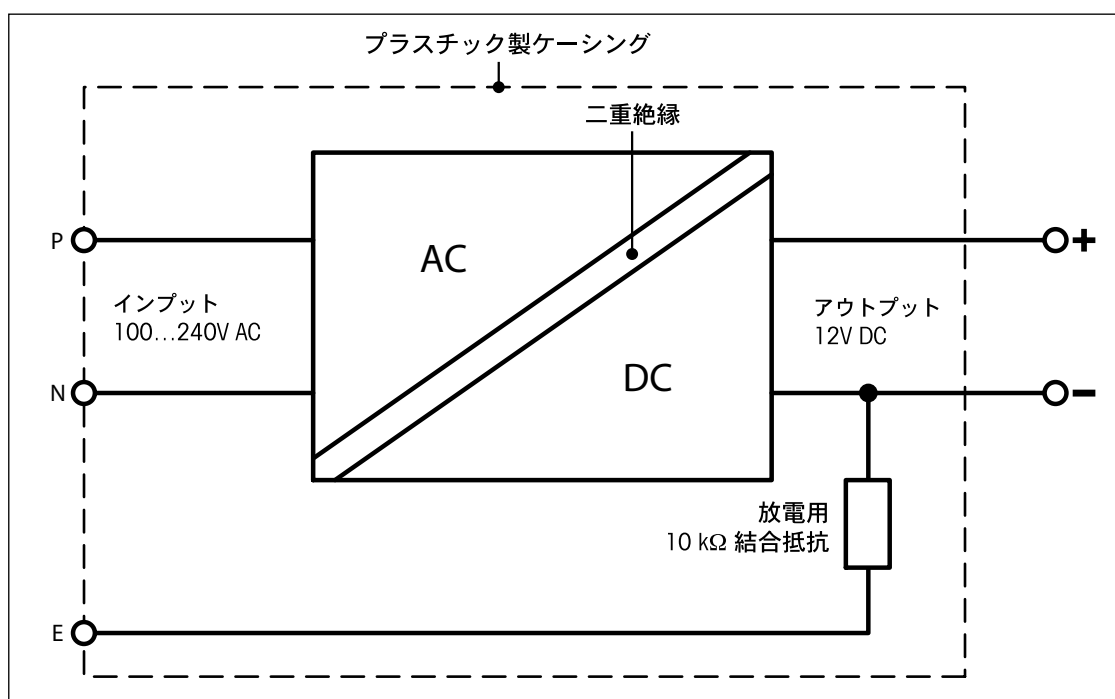 プラスチック製ケーシング
二重絶縁
P
AC
+
インプット
100...240V AC
アウトプット
12V DC
N
DC
–
放電用
10 kΩ 結合抵抗
E